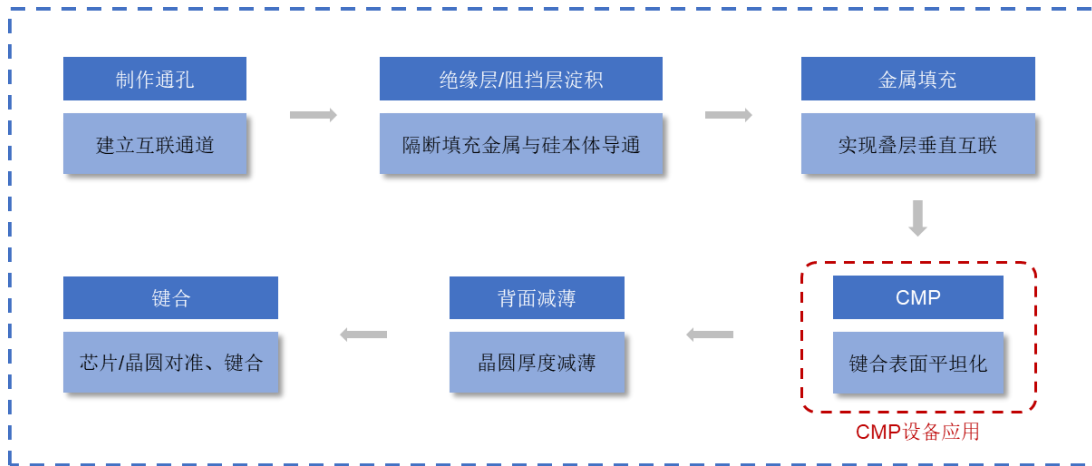 制作通孔
建立互联通道
绝缘层/阻挡层淀积
隔断填充金属与硅本体导通
金属填充
实现叠层垂直互联
CMP
键合表面平坦化
CMP设备应用
背面减薄
晶圆厚度减薄
键合
芯片/晶圆对准、键合